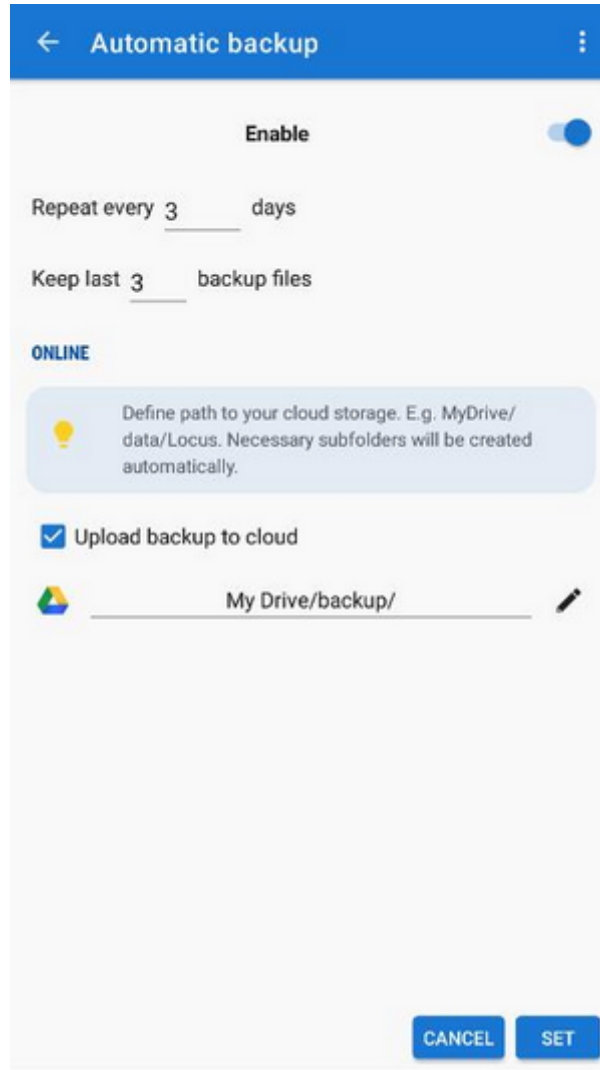 Automatic backup
Enable
Repeat every 3 days
Keep last 3 backup files
ONLINE
Define path to your cloud storage. E.g. MyDrive/
data/Locus. Necessary subfolders will be created
automatically.
Upload backup to cloud
My Drive/backup/
CANCEL SET